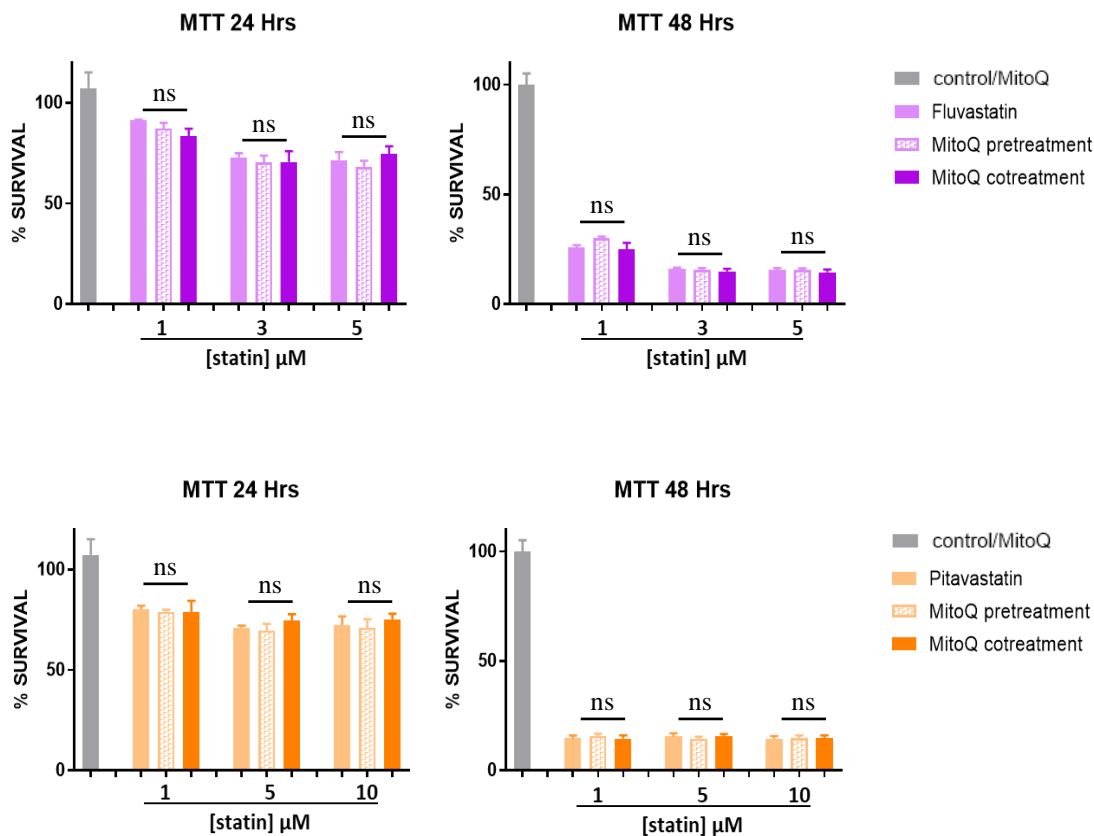 MTT 24 Hrs
% SURVIVAL
100
50
0
ns
ns
ns
1
3
5
[statin] µM
MTT 48 Hrs
% SURVIVAL
100
50
0
ns
ns
ns
1
3
5
[statin] µM
control/MitoQ
Fluvastatin
MitoQ pretreatment
MitoQ cotreatment
MTT 24 Hrs
% SURVIVAL
100
50
0
ns
ns
ns
1
5
10
[statin] µM
MTT 48 Hrs
% SURVIVAL
100
50
0
ns
ns
ns
1
5
10
[statin] µM
control/MitoQ
Pitavastatin
MitoQ pretreatment
MitoQ cotreatment